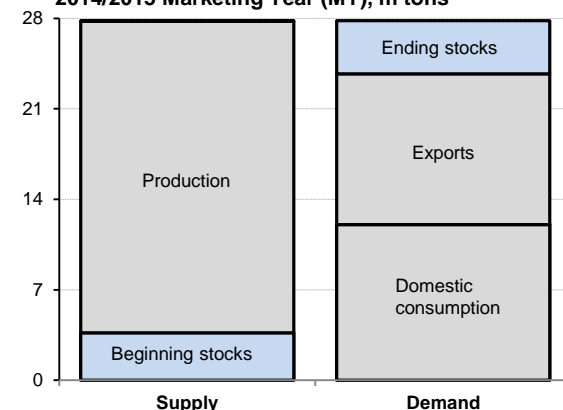 2014/2015 Marketing Year (MY), m tons
28
21
14
7
0
Production
Beginning stocks
Ending stocks
Exports
Domestic
consumption
Supply
Demand